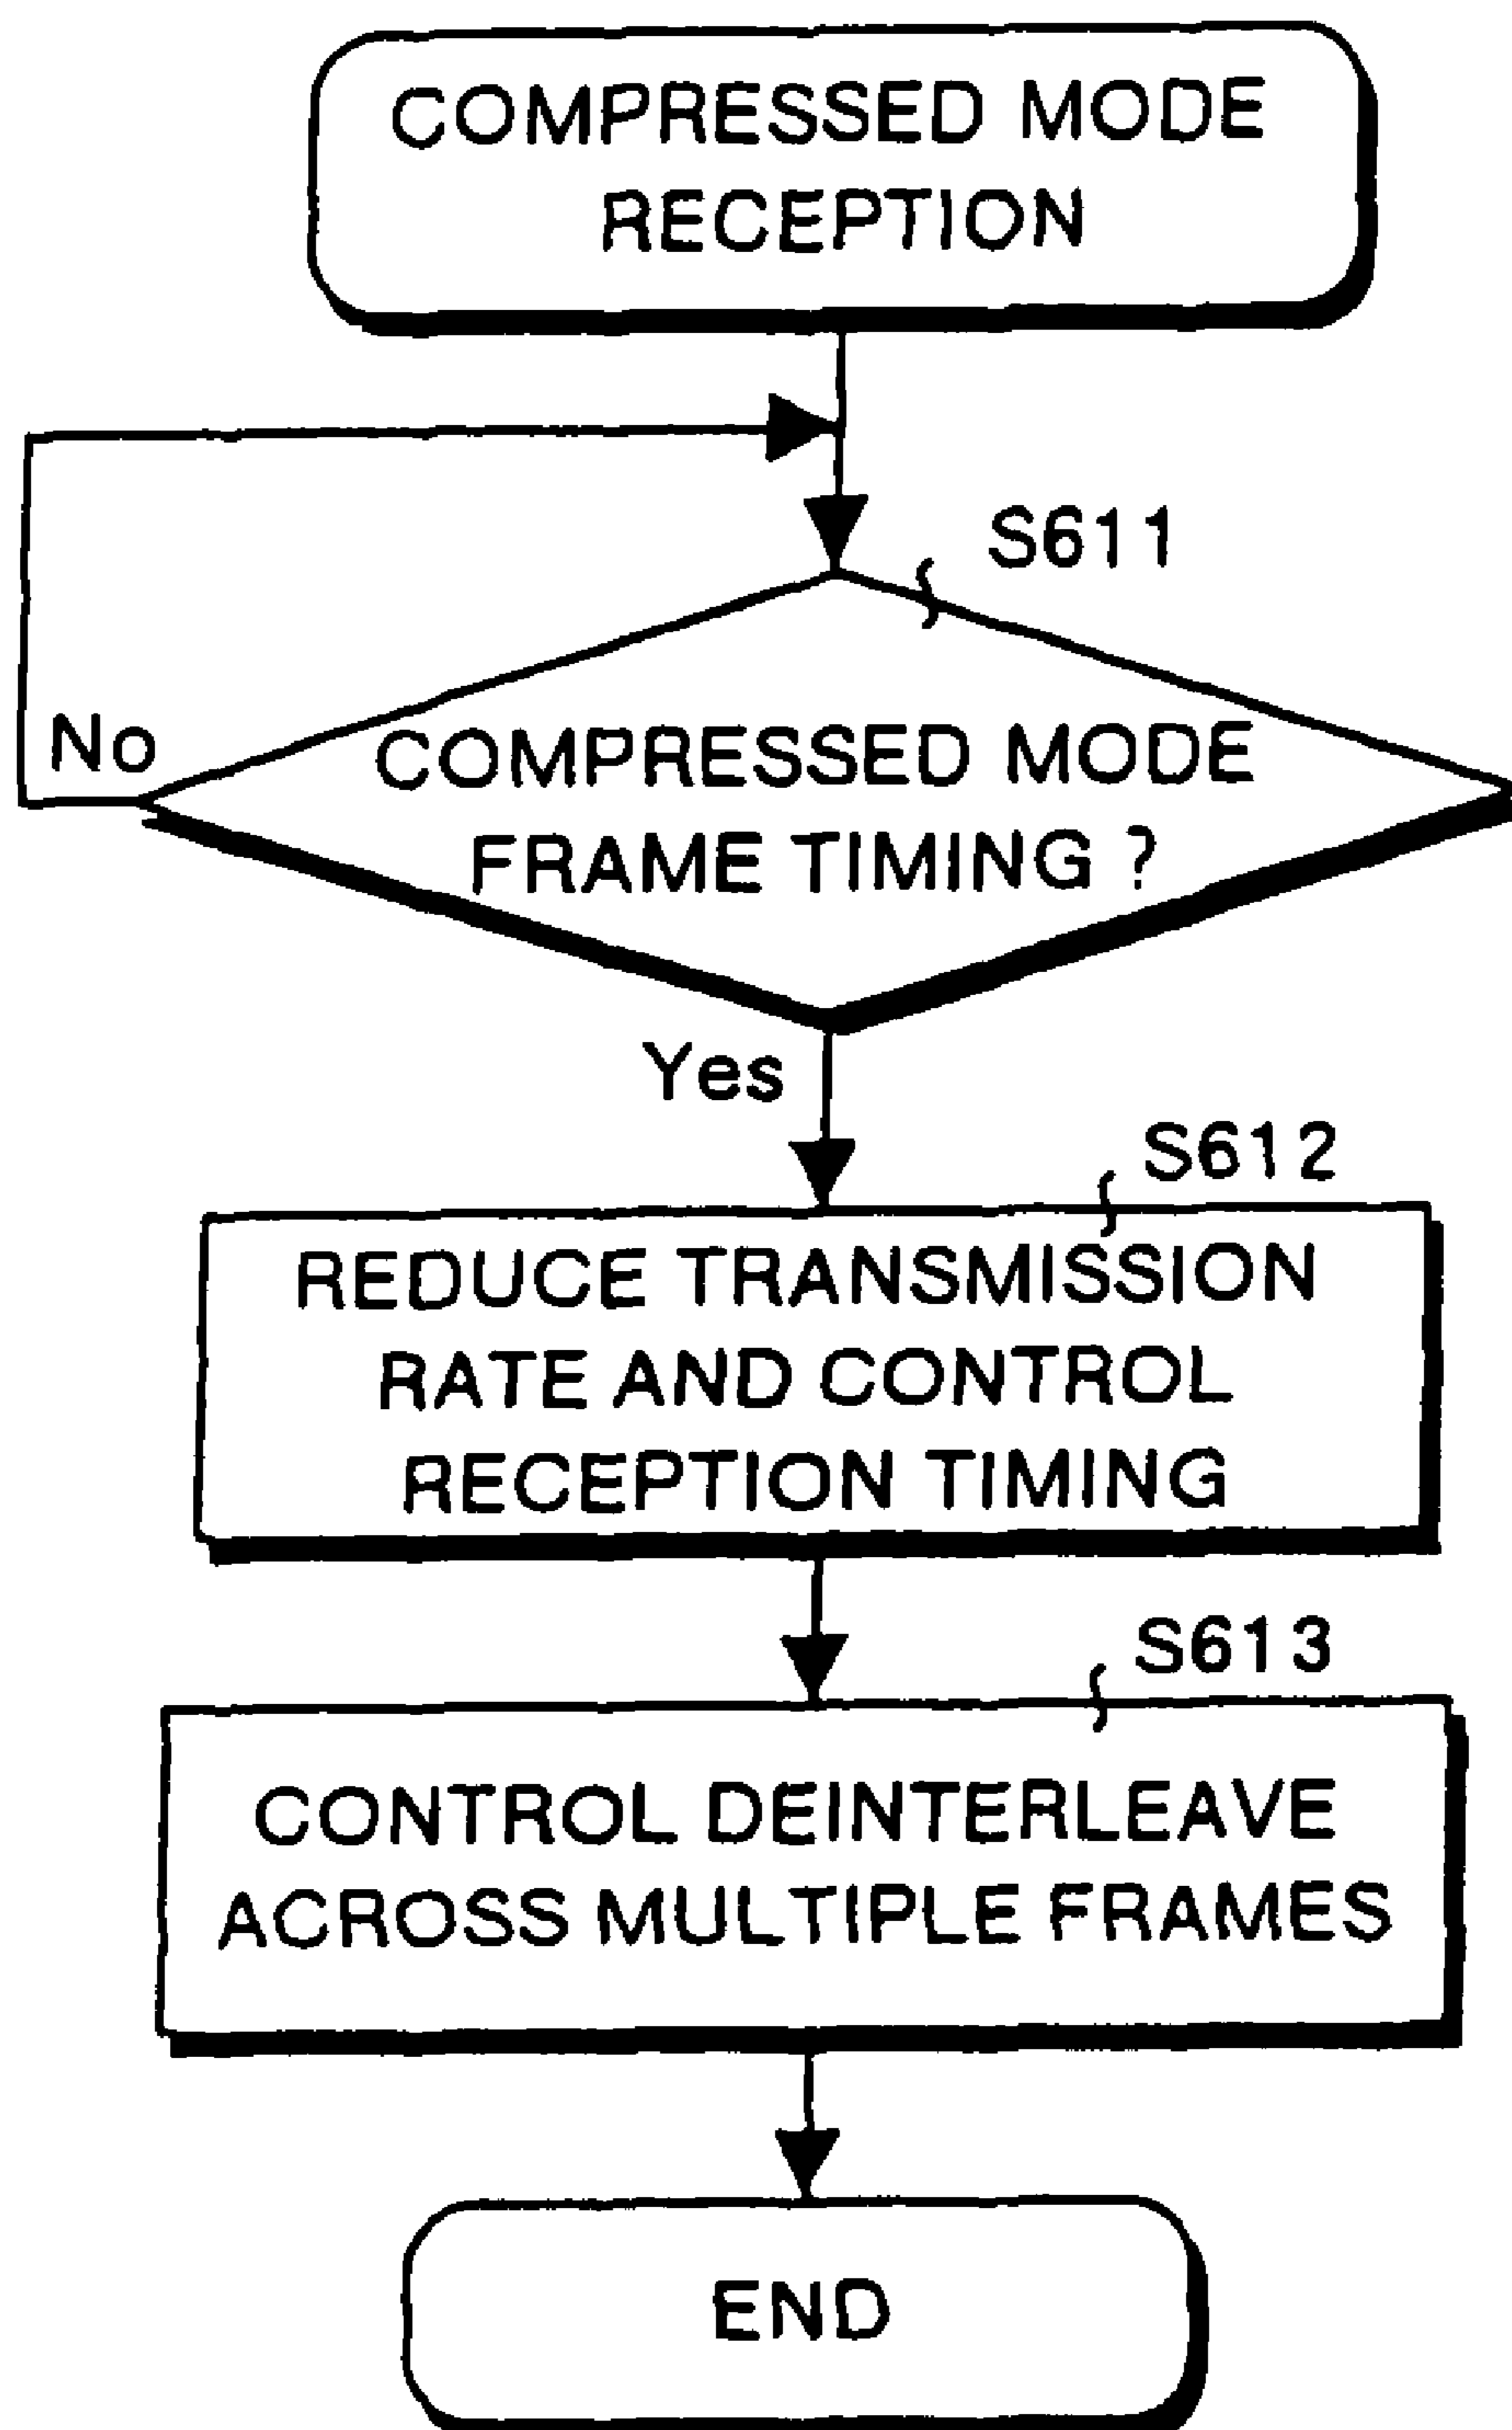 COMPRESSED MODE
RECEPTION
S611
No
COMPRESSED MODE
FRAME TIMING ?
Yes
S612
REDUCE TRANSMISSION
RATE AND CONTROL
RECEPTION TIMING
S613
CONTROL DEINTERLEAVE
ACROSS MULTIPLE FRAMES
END